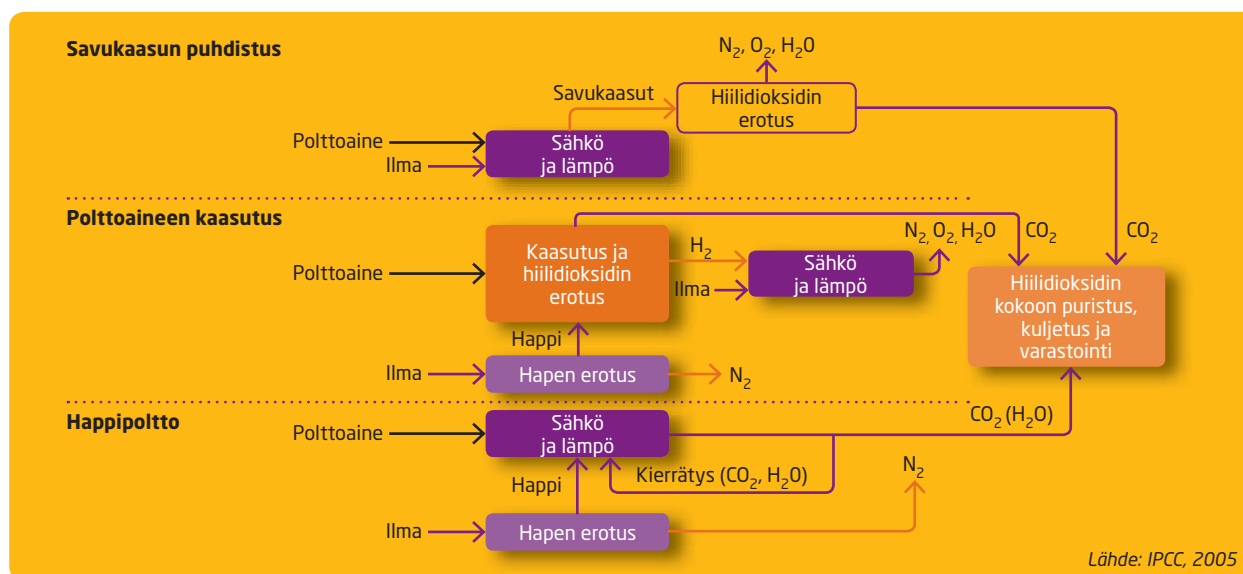 Savukaasun puhdistus
N₂, O₂, H₂O
Savukaasut
Hiilidioksidin
erotus
Polttoaine
Ilma
Sähkö
ja lämpö
CO₂
Polttoaineen kaasutus
Polttoaine
Kaasutus ja
hiilidioksidin
erotus
H₂
Ilma
Sähkö
ja lämpö
N₂, O₂, H₂O
CO₂
Hiilidioksidin
kokoon puristus,
kuljetus ja
varastointi
Happi
Ilma
Hapen erotus
N₂
Happipoltto
Polttoaine
Sähkö
ja lämpö
CO₂ (H₂O)
Kierrätys (CO₂, H₂O)
N₂
Happi
Ilma
Hapen erotus
Lähde: IPCC, 2005